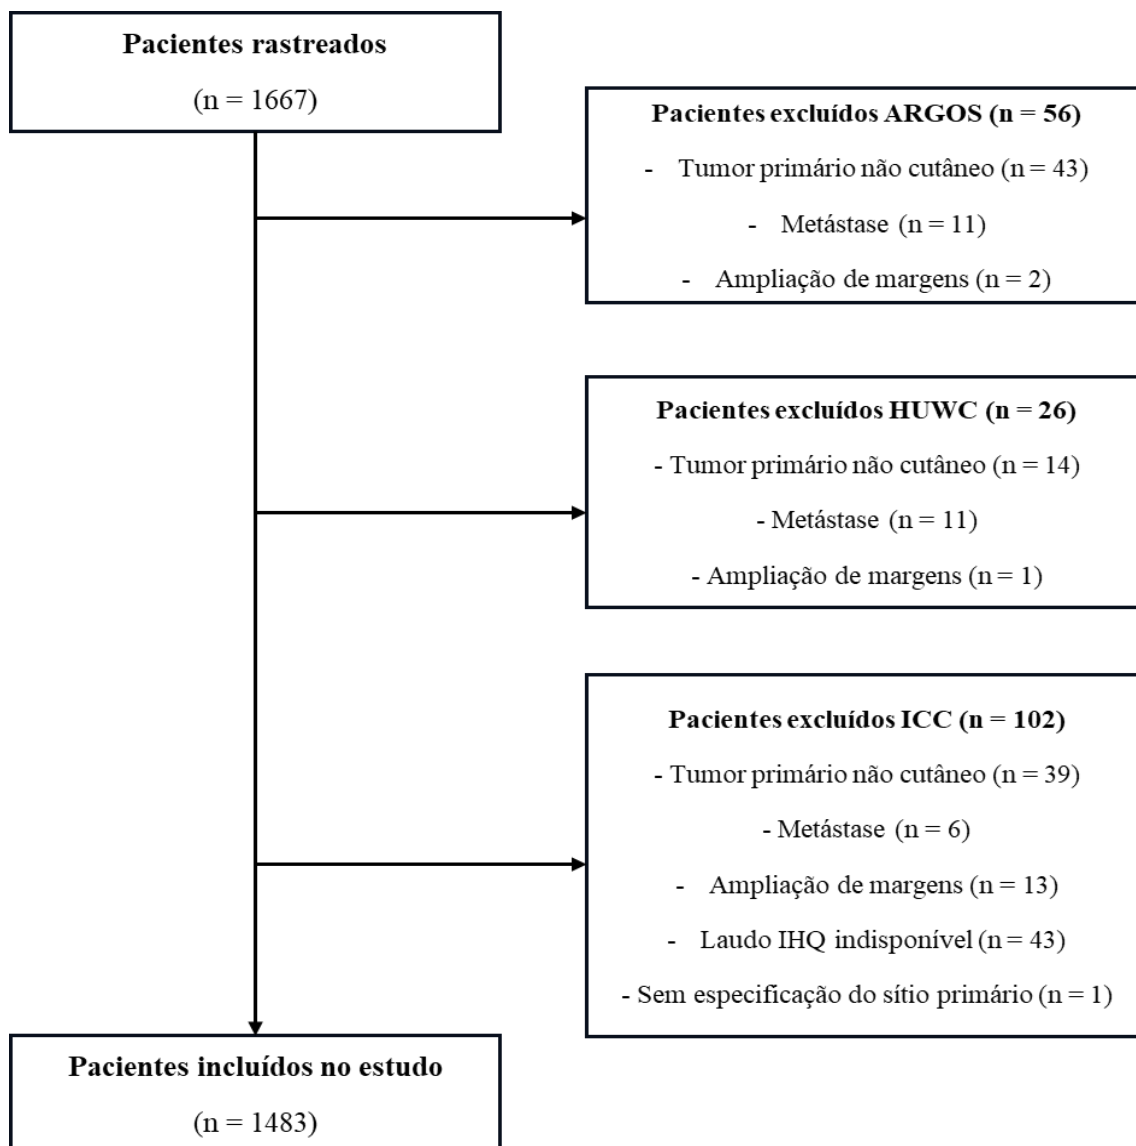 Pacientes rastreados
(n = 1667)
Pacientes excluídos ARGOS (n = 56)
- Tumor primário não cutâneo (n = 43)
- Metástase (n = 11)
- Ampliação de margens (n = 2)
Pacientes excluídos HUWC (n = 26)
- Tumor primário não cutâneo (n = 14)
- Metástase (n = 11)
- Ampliação de margens (n = 1)
Pacientes excluídos ICC (n = 102)
- Tumor primário não cutâneo (n = 39)
- Metástase (n = 6)
- Ampliação de margens (n = 13)
- Laudo IHQ indisponível (n = 43)
- Sem especificação do sítio primário (n = 1)
Pacientes incluídos no estudo
(n = 1483)